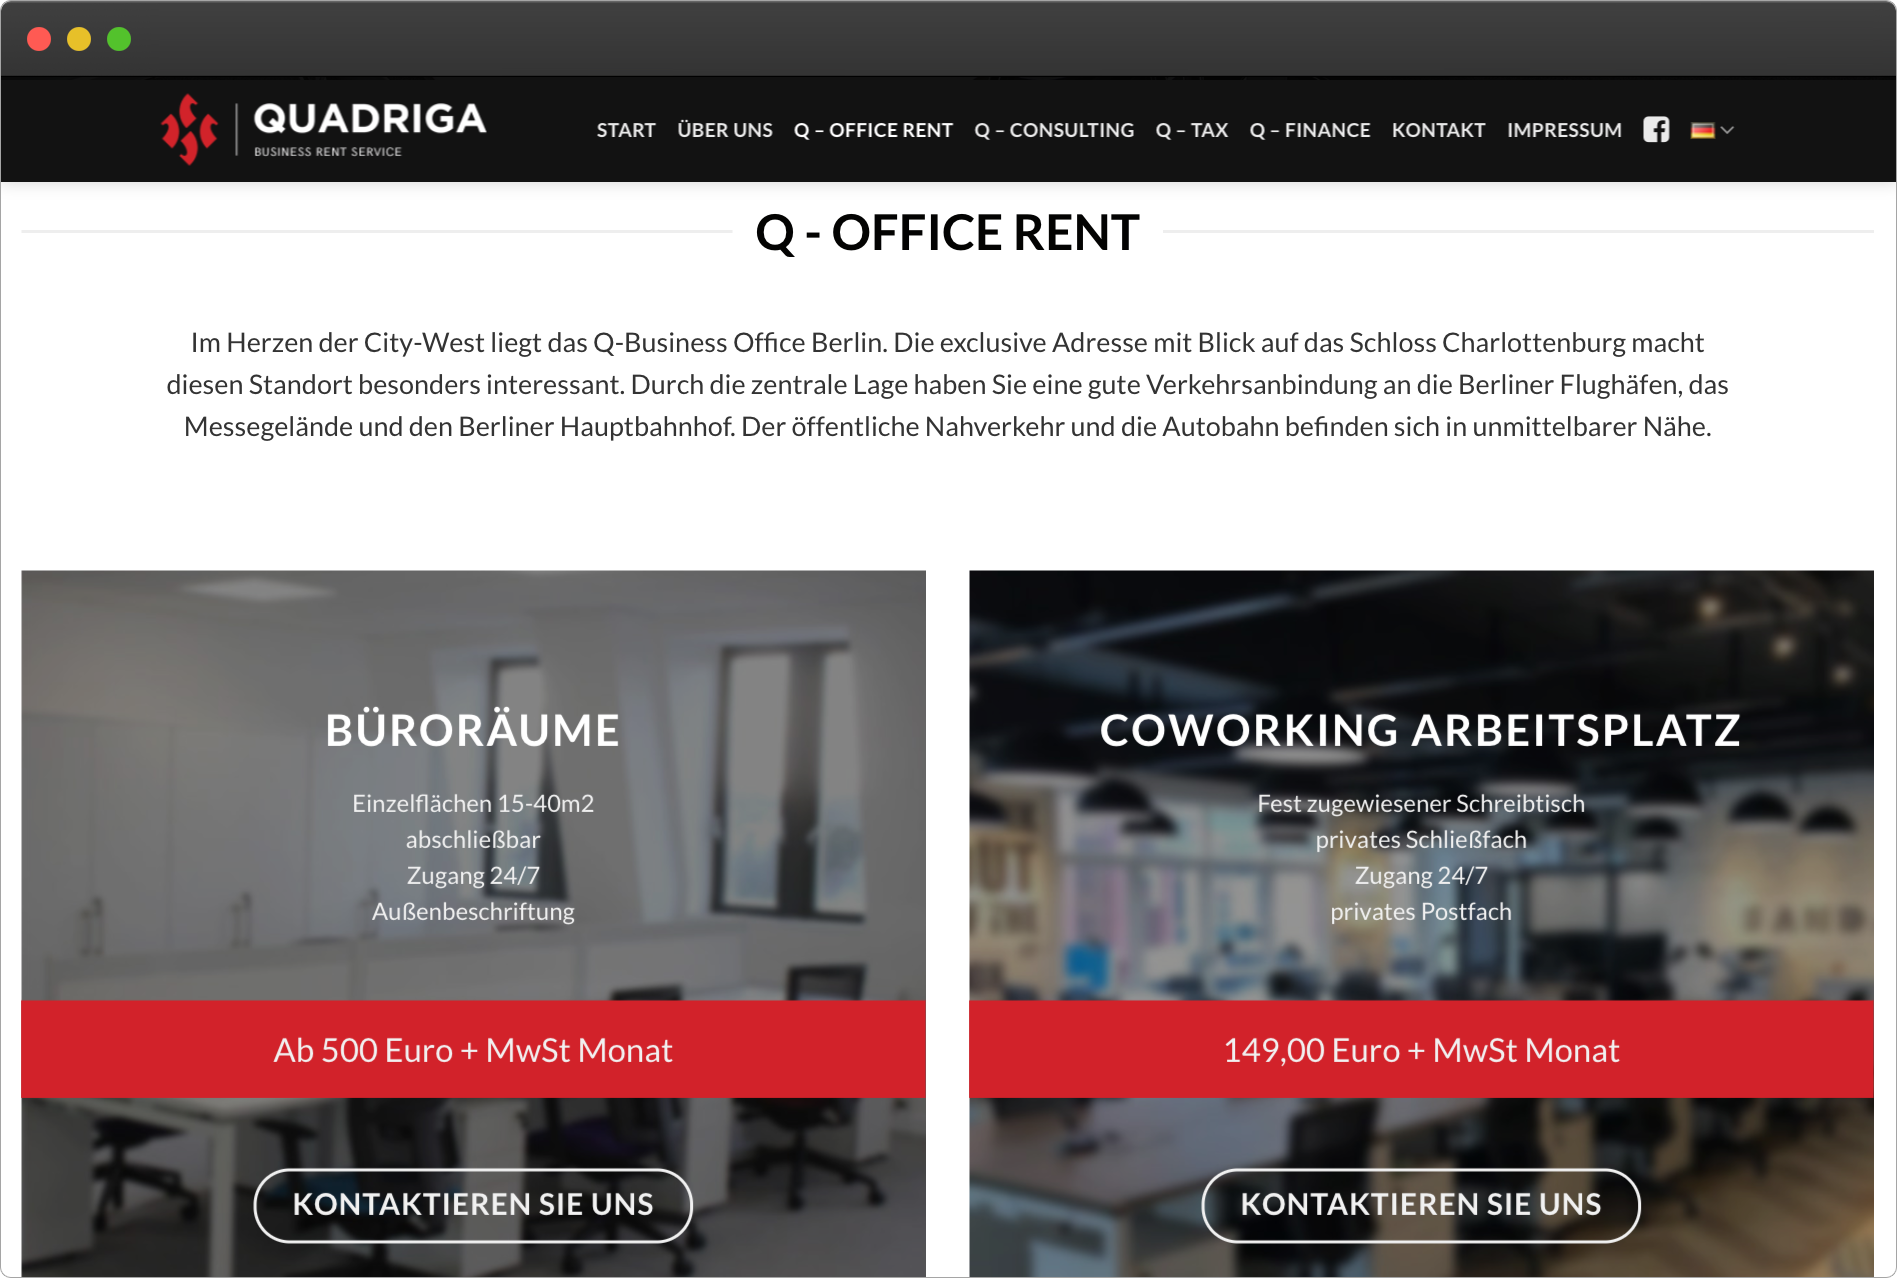 QUADRIGA
BUSINESS RENT SERVICE
START ÜBER UNS Q – OFFICE RENT Q – CONSULTING Q – TAX Q – FINANCE KONTAKT IMPRESSUM
Q - OFFICE RENT
Im Herzen der City-West liegt das Q-Business Office Berlin. Die exclusive Adresse mit Blick auf das Schloss Charlottenburg macht
diesen Standort besonders interessant. Durch die zentrale Lage haben Sie eine gute Verkehrsanbindung an die Berliner Flughäfen, das
Messegelände und den Berliner Hauptbahnhof. Der öffentliche Nahverkehr und die Autobahn befinden sich in unmittelbarer Nähe.
BÜRORÄUME
Einzelflächen 15-40m2
abschließbar
Zugang 24/7
Außenbeschriftung
Ab 500 Euro + MwSt Monat
KONTAKTIEREN SIE UNS
COWORKING ARBEITSPLATZ
Fest zugewiesener Schreibtisch
privates Schließfach
Zugang 24/7
privates Postfach
149,00 Euro + MwSt Monat
KONTAKTIEREN SIE UNS